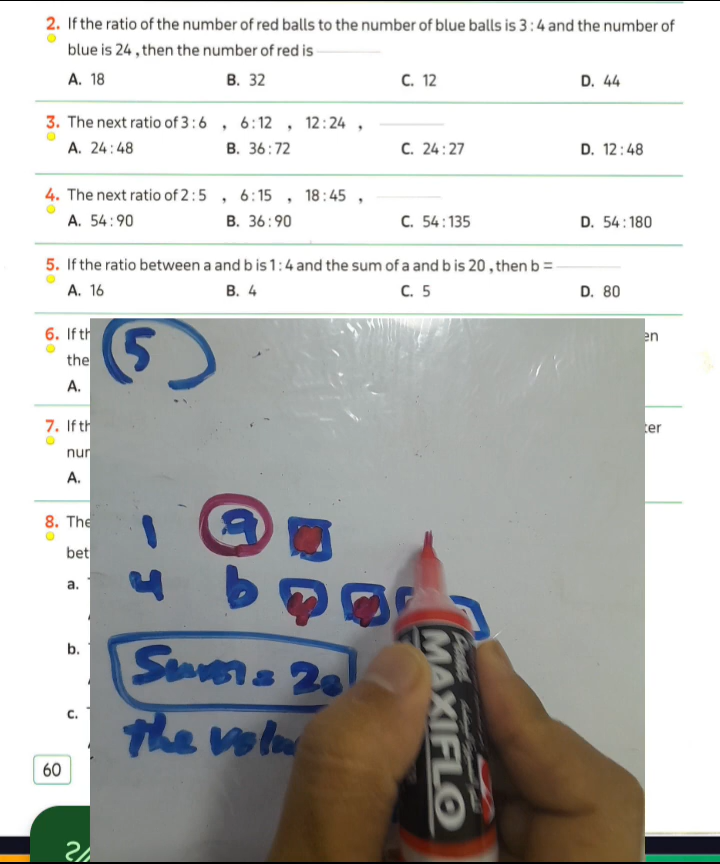 2. If the ratio of the number of red balls to the number of blue balls is 3 : 4 and the number of
blue is 24 , then the number of red is
A. 18 B. 32 C. 12 D. 44
3. The next ratio of 3 : 6 , 6 : 12 , 12 : 24 ,
A. 24 : 48 B. 36 : 72 C. 24 : 27 D. 12 : 48
4. The next ratio of 2 : 5 , 6 : 15 , 18 : 45 ,
A. 54 : 90 B. 36 : 90 C. 54 : 135 D. 54 : 180
5. If the ratio between a and b is 1 : 4 and the sum of a and b is 20 , then b =
A. 16 B. 4 C. 5 D. 80
6. If
the
A.
7. If
A.
8. The
a.
b.
c.
60
5
1 a
4 b
Sum = 20
the
MAXIFLO